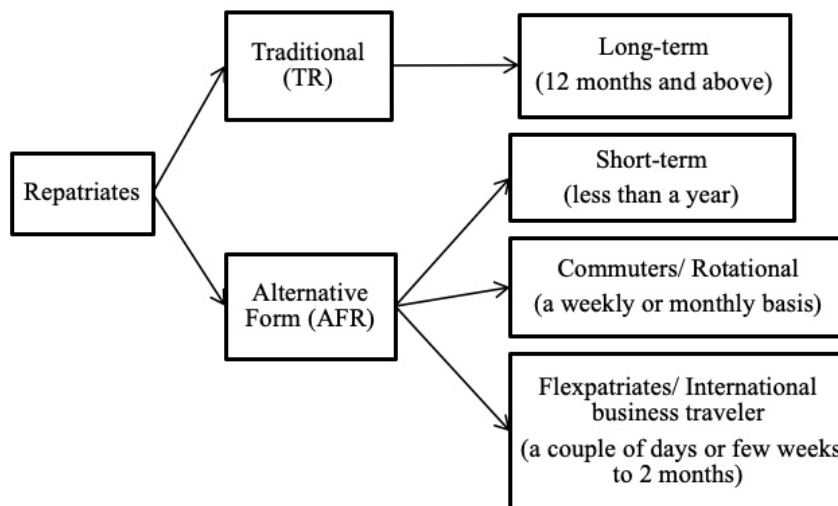 Repatriates
Traditional
(TR)
Long-term
(12 months and above)
Alternative
Form (AFR)
Short-term
(less than a year)
Commuters/ Rotational
(a weekly or monthly basis)
Flexpatriates/ International
business traveler
(a couple of days or few weeks
to 2 months)